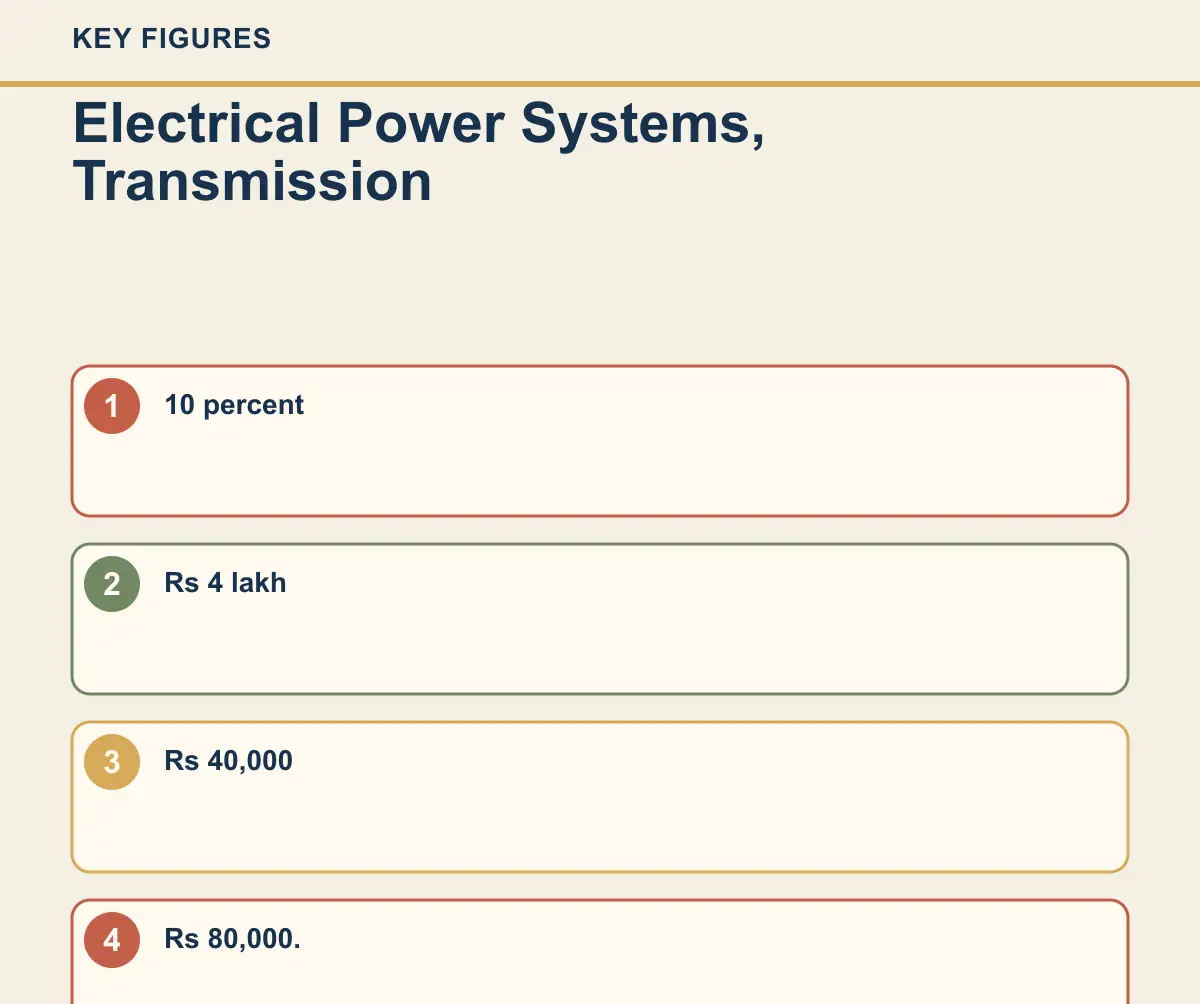 KEY FIGURES
Electrical Power Systems,
Transmission
1 10 percent
2 Rs 4 lakh
3 Rs 40,000
4 Rs 80,000.